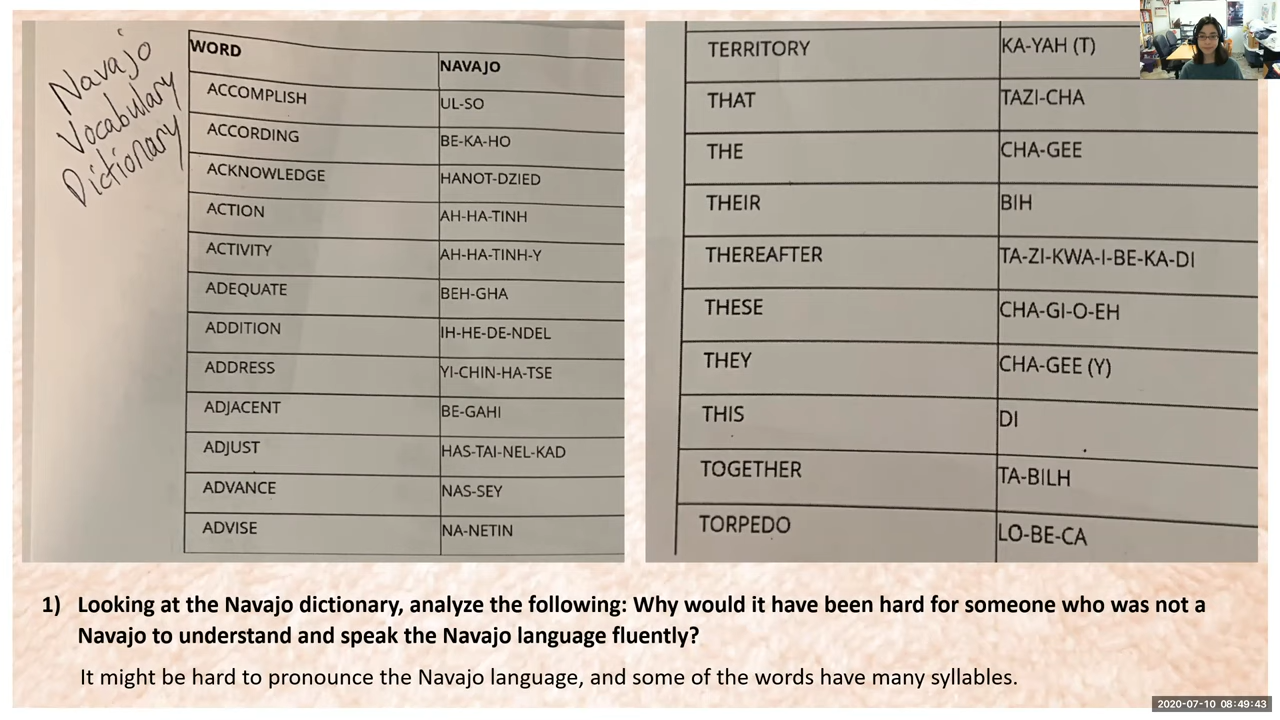 Navajo
Vocabulary
Dictionary
WORD NAVAJO
ACCOMPLISH UL-SO
ACCORDING BE-KA-HO
ACKNOWLEDGE HANOT-DZIED
ACTION AH-HA-TINH
ACTIVITY AH-HA-TINH-Y
ADEQUATE BEH-GHA
ADDITION IH-HE-DE-NDEL
ADDRESS YI-CHIN-HA-TSE
ADJACENT BE-GAHI
ADJUST HAS-TAI-NEL-KAD
ADVANCE NAS-SEY
ADVISE NA-NETIN
TERRITORY KA-YAH (T)
THAT TAZI-CHA
THE CHA-GEE
THEIR BIH
THEREAFTER TA-ZI-KWA-I-BE-KA-DI
THESE CHA-GI-O-EH
THEY CHA-GEE (Y)
THIS DI
TOGETHER TA-BILH
TORPEDO LO-BE-CA
1) Looking at the Navajo dictionary, analyze the following: Why would it have been hard for someone who was not a
Navajo to understand and speak the Navajo language fluently?
It might be hard to pronounce the Navajo language, and some of the words have many syllables.
2020-07-10 08:49:43